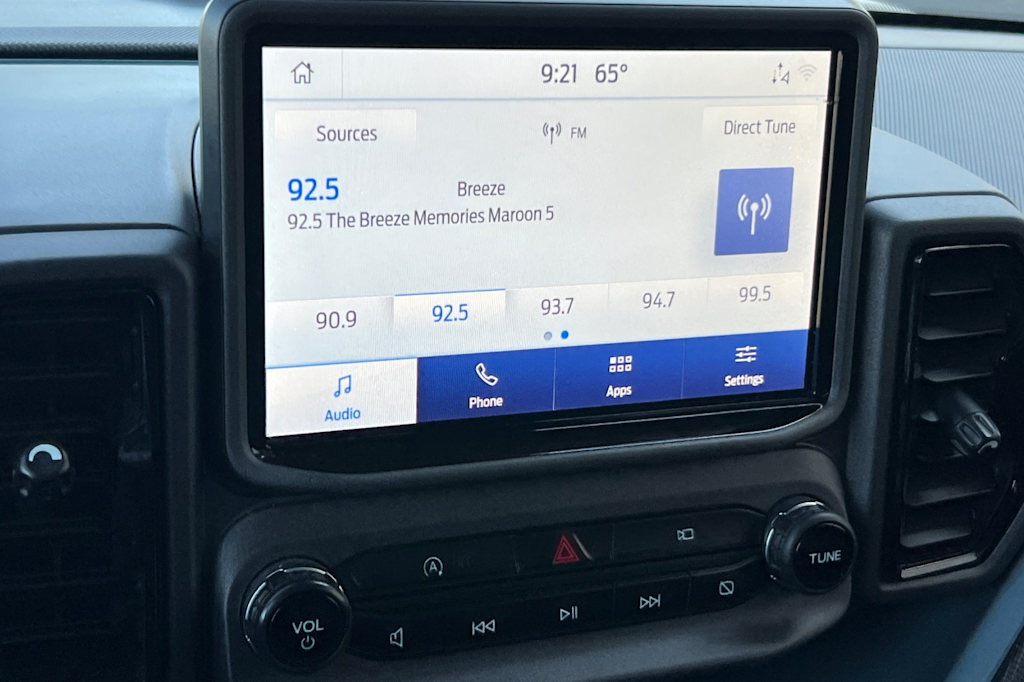 9:21 65°
Sources FM Direct Tune
92.5 Breeze
92.5 The Breeze Memories Maroon 5
90.9 92.5 93.7 94.7 99.5
Audio Phone Apps Settings
A
VOL
TUNE